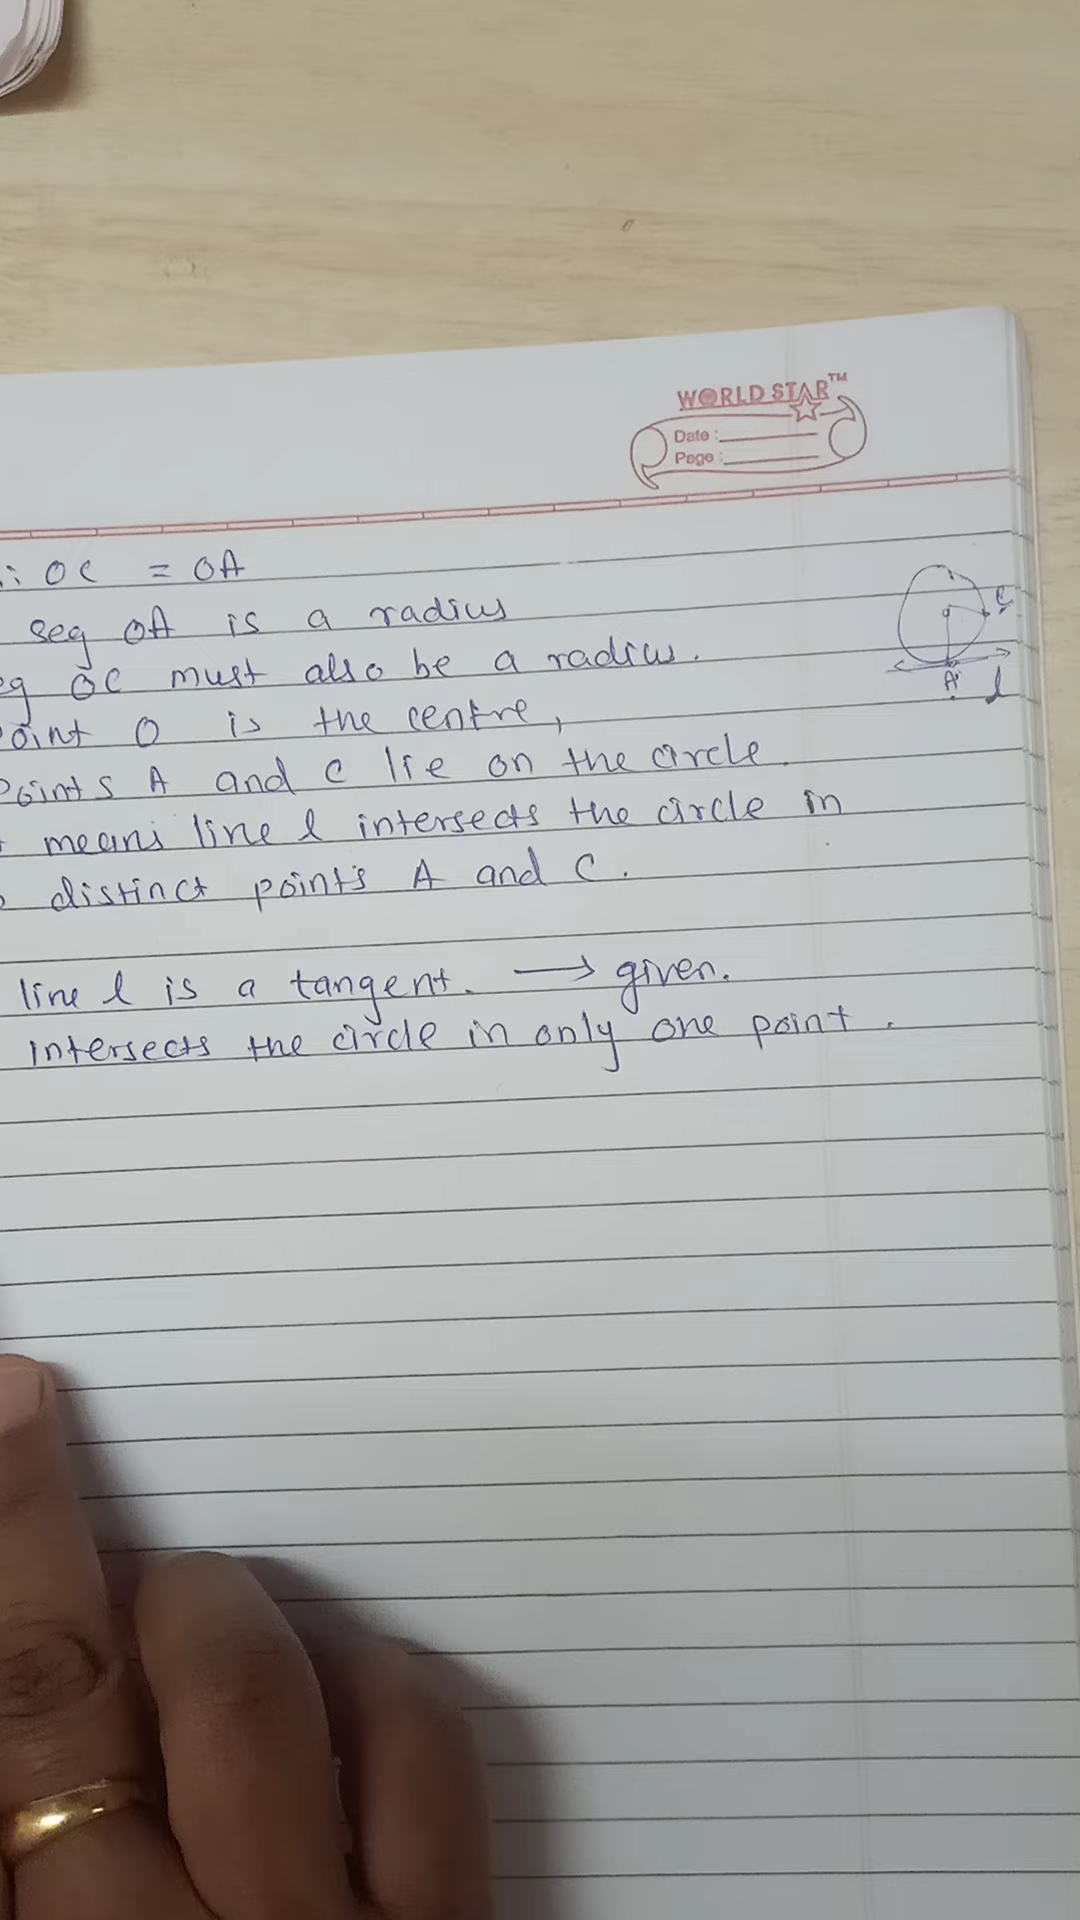 WORLD STAR™
Date :
Page :
∴ OC = OA
seg OA is a radius
OC must also be a radius.
point O is the centre,
Points A and C lie on the circle.
means line l intersects the circle in
distinct points A and C.
line l is a tangent. → given.
intersects the circle in only one point.
C
A
l